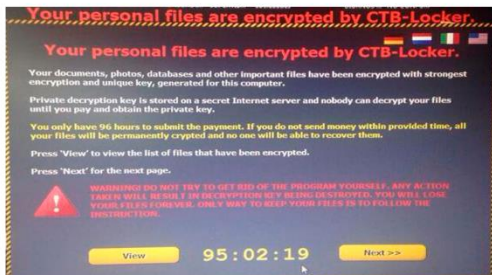 Your personal files are encrypted by CTB-Locker.
Your personal files are encrypted by CTB-Locker.
Your documents, photos, databases and other important files have been encrypted with strongest
encryption and unique key, generated for this computer.
Private decryption key is stored on a secret Internet server and nobody can decrypt your files
until you pay and obtain the private key.
You only have 96 hours to submit the payment. If you do not send money within provided time, all
your files will be permanently crypted and no one will be able to recover them.
Press 'View' to view the list of files that have been encrypted.
Press 'Next' for the next page.
WARNING! DO NOT TRY TO GET RID OF THE PROGRAM YOURSELF. ANY ACTION
TAKEN WILL RESULT IN DECRYPTION KEY BEING DESTROYED. YOU WILL LOSE
YOUR FILES FOREVER. ONLY WAY TO KEEP YOUR FILES IS TO FOLLOW THE
INSTRUCTION.
View
95:02:19
Next >>